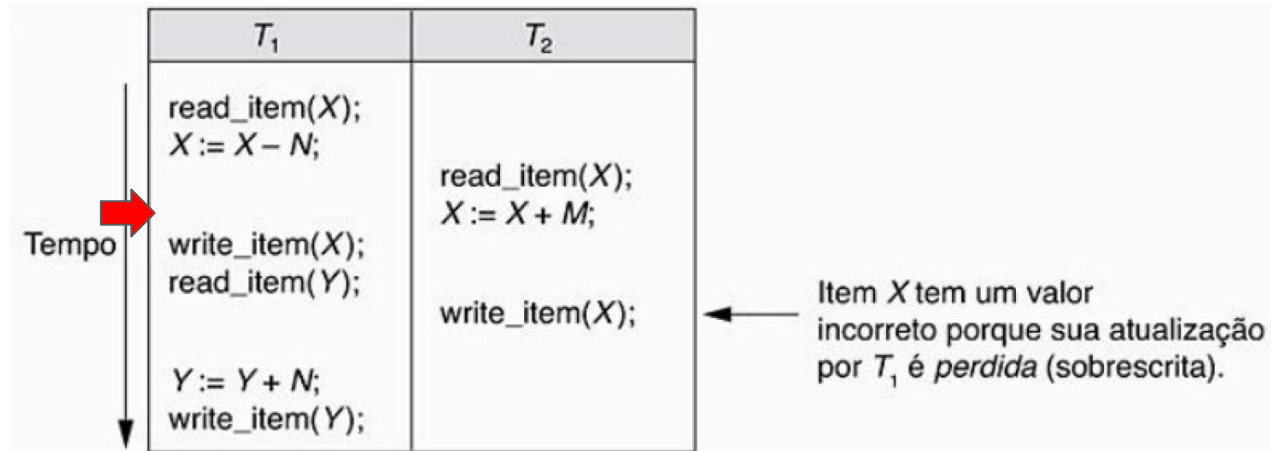 T₁ T₂
read_item(X);
X := X – N;
read_item(X);
X := X + M;
Tempo
write_item(X);
read_item(Y);
write_item(X);
Item X tem um valor
incorreto porque sua atualização
por T₁ é perdida (sobrescrita).
Y := Y + N;
write_item(Y);